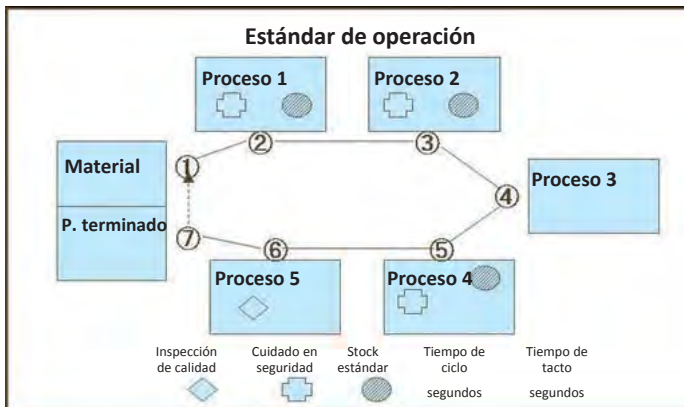 Estándar de operación
Proceso 1
Proceso 2
②
③
Material
①
④
Proceso 3
P. terminado
⑦
⑥
⑤
Proceso 5
Proceso 4
Inspección
de calidad
Cuidado en
seguridad
Stock
estándar
Tiempo de
ciclo
segundos
Tiempo de
tacto
segundos